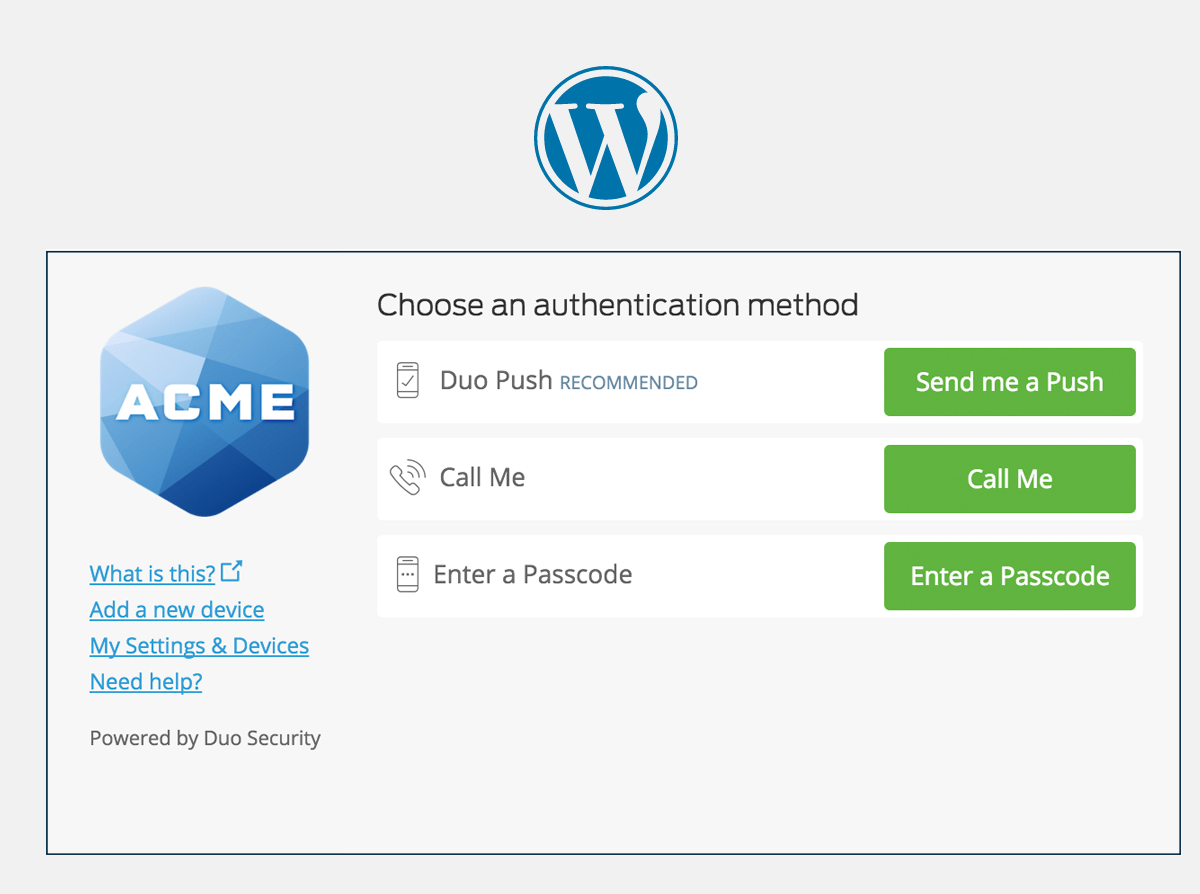 W
ACME
What is this?
Add a new device
My Settings & Devices
Need help?
Powered by Duo Security
Choose an authentication method
Duo Push RECOMMENDED
Send me a Push
Call Me
Call Me
Enter a Passcode
Enter a Passcode